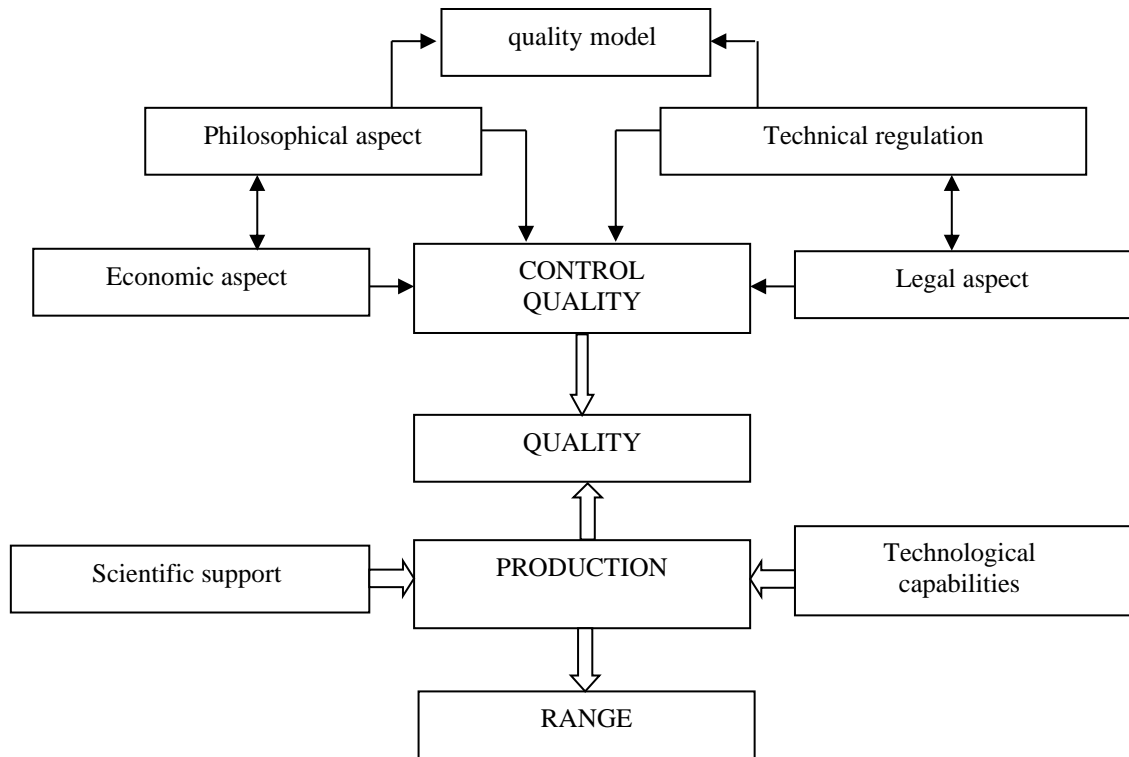 quality model
Philosophical aspect
Technical regulation
Economic aspect
CONTROL
QUALITY
Legal aspect
QUALITY
Scientific support
PRODUCTION
Technological
capabilities
RANGE